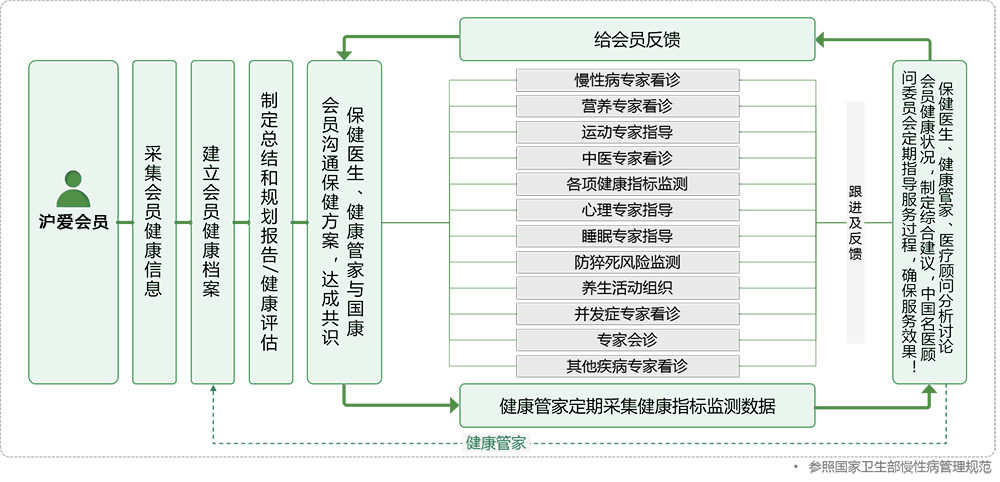 给会员反馈
沪爱会员
采集会员健康信息
建立会员健康档案
制定总结和规划报告/健康评估
保健医生、健康管家与国康
会员沟通保健方案，达成共识
慢性病专家看诊
营养专家看诊
运动专家指导
中医专家看诊
各项健康指标监测
心理专家指导
睡眠专家指导
防猝死风险监测
养生活动组织
并发症专家看诊
专家会诊
其他疾病专家看诊
跟进及反馈
保健医生、健康管家、医疗顾问分析讨论
会员健康状况，制定综合建议，中国名医顾
问委员会定期指导服务过程，确保服务效果！
健康管家定期采集健康指标监测数据
健康管家
• 参照国家卫生部慢性病管理规范